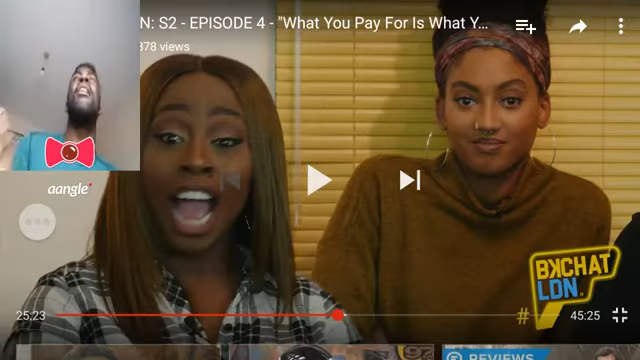 N: S2 - EPISODE 4 - "What You Pay For Is What Y...
378 views
aangle
25:23
#
BKCHAT
LDN.
45:25
REVIEWS